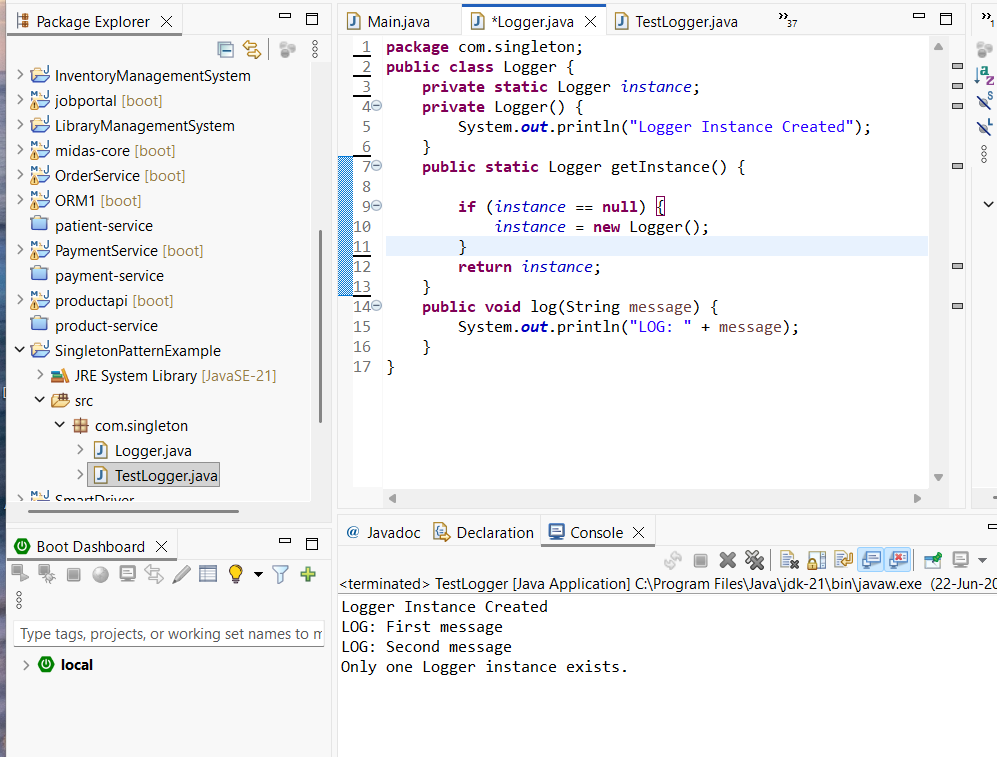 Package Explorer
InventoryManagementSystem
jobportal [boot]
LibraryManagementSystem
midas-core [boot]
OrderService [boot]
ORM1 [boot]
patient-service
PaymentService [boot]
payment-service
productapi [boot]
product-service
SingletonPatternExample
JRE System Library [JavaSE-21]
src
com.singleton
Logger.java
TestLogger.java
SmartDriver
Main.java
*Logger.java
TestLogger.java
»37
»1
1 package com.singleton;
2 public class Logger {
3     private static Logger instance;
4     private Logger() {
5         System.out.println("Logger Instance Created");
6     }
7     public static Logger getInstance() {
8
9         if (instance == null) {
10             instance = new Logger();
11         }
12         return instance;
13     }
14     public void log(String message) {
15         System.out.println("LOG: " + message);
16     }
17 }
Boot Dashboard
Type tags, projects, or working set names to m
local
@ Javadoc
Declaration
Console
<terminated> TestLogger [Java Application] C:\Program Files\Java\jdk-21\bin\javaw.exe (22-Jun-20
Logger Instance Created
LOG: First message
LOG: Second message
Only one Logger instance exists.